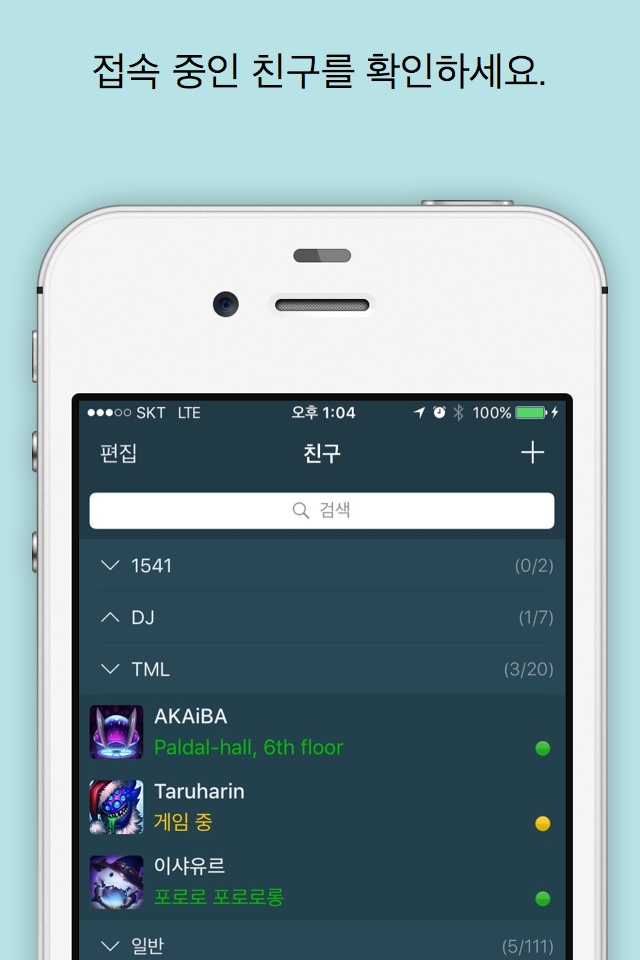 접속 중인 친구를 확인하세요.
SKT LTE 오후 1:04 100%
편집 친구
검색
1541 (0/2)
DJ (1/7)
TML (3/20)
AKAiBA
Paldal-hall, 6th floor
Taruharin
게임 중
이샤유르
포로로 포로로롱
일반 (5/111)